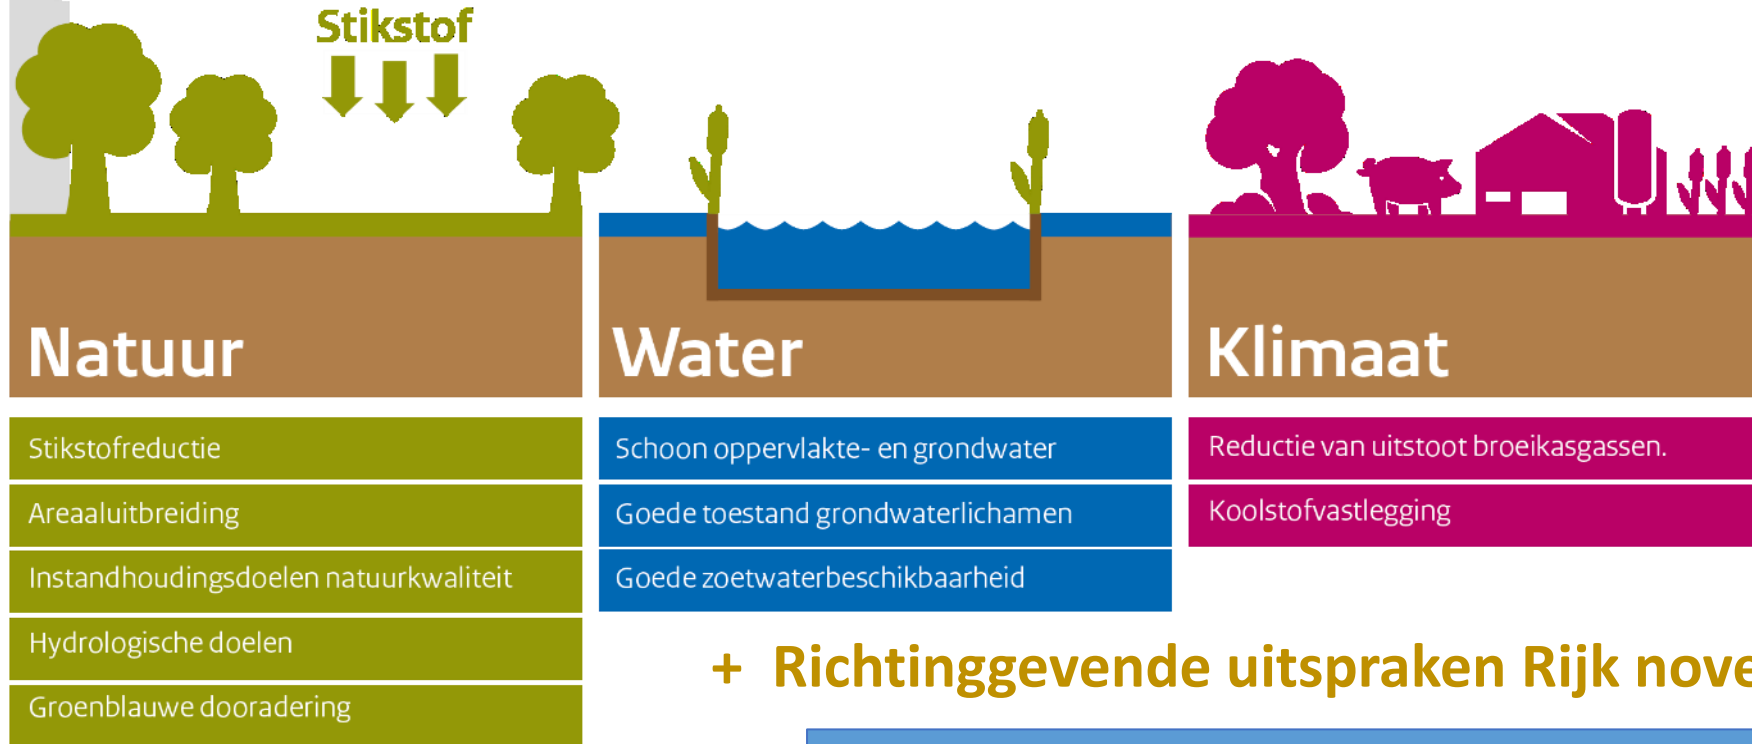 Stikstof
Natuur
Stikstofreductie
Areaaluitbreiding
Instandhoudingsdoelen natuurkwaliteit
Hydrologische doelen
Groenblauwe dooradering
Water
Schoon oppervlakte- en grondwater
Goede toestand grondwaterlichamen
Goede zoetwaterbeschikbaarheid
Klimaat
Reductie van uitstoot broeikasgassen.
Koolstofvastlegging
+ Richtinggevende uitspraken Rijk nove